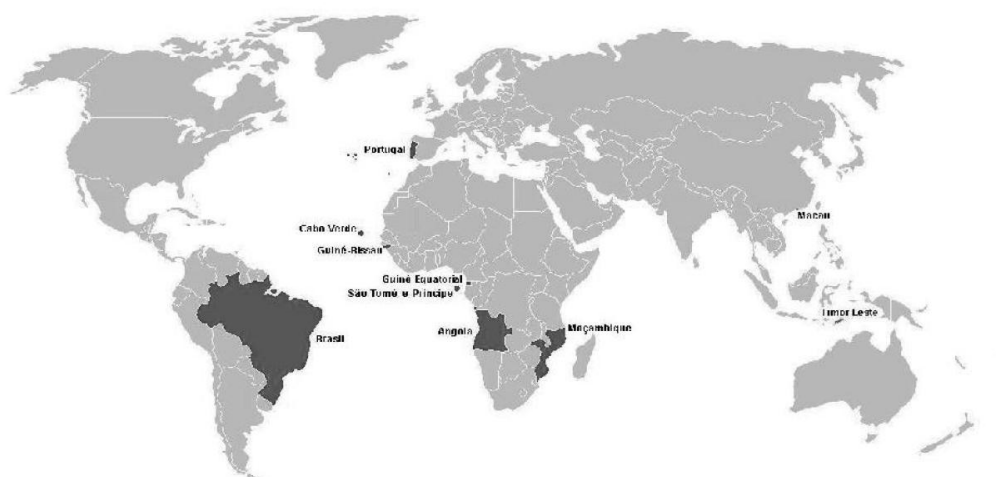 Portugal
Macau
Cabo Verde
Guiné-Bissau
Guiné Equatorial
São Tomé e Príncipe
Timor Leste
Angola
Moçambique
Brasil